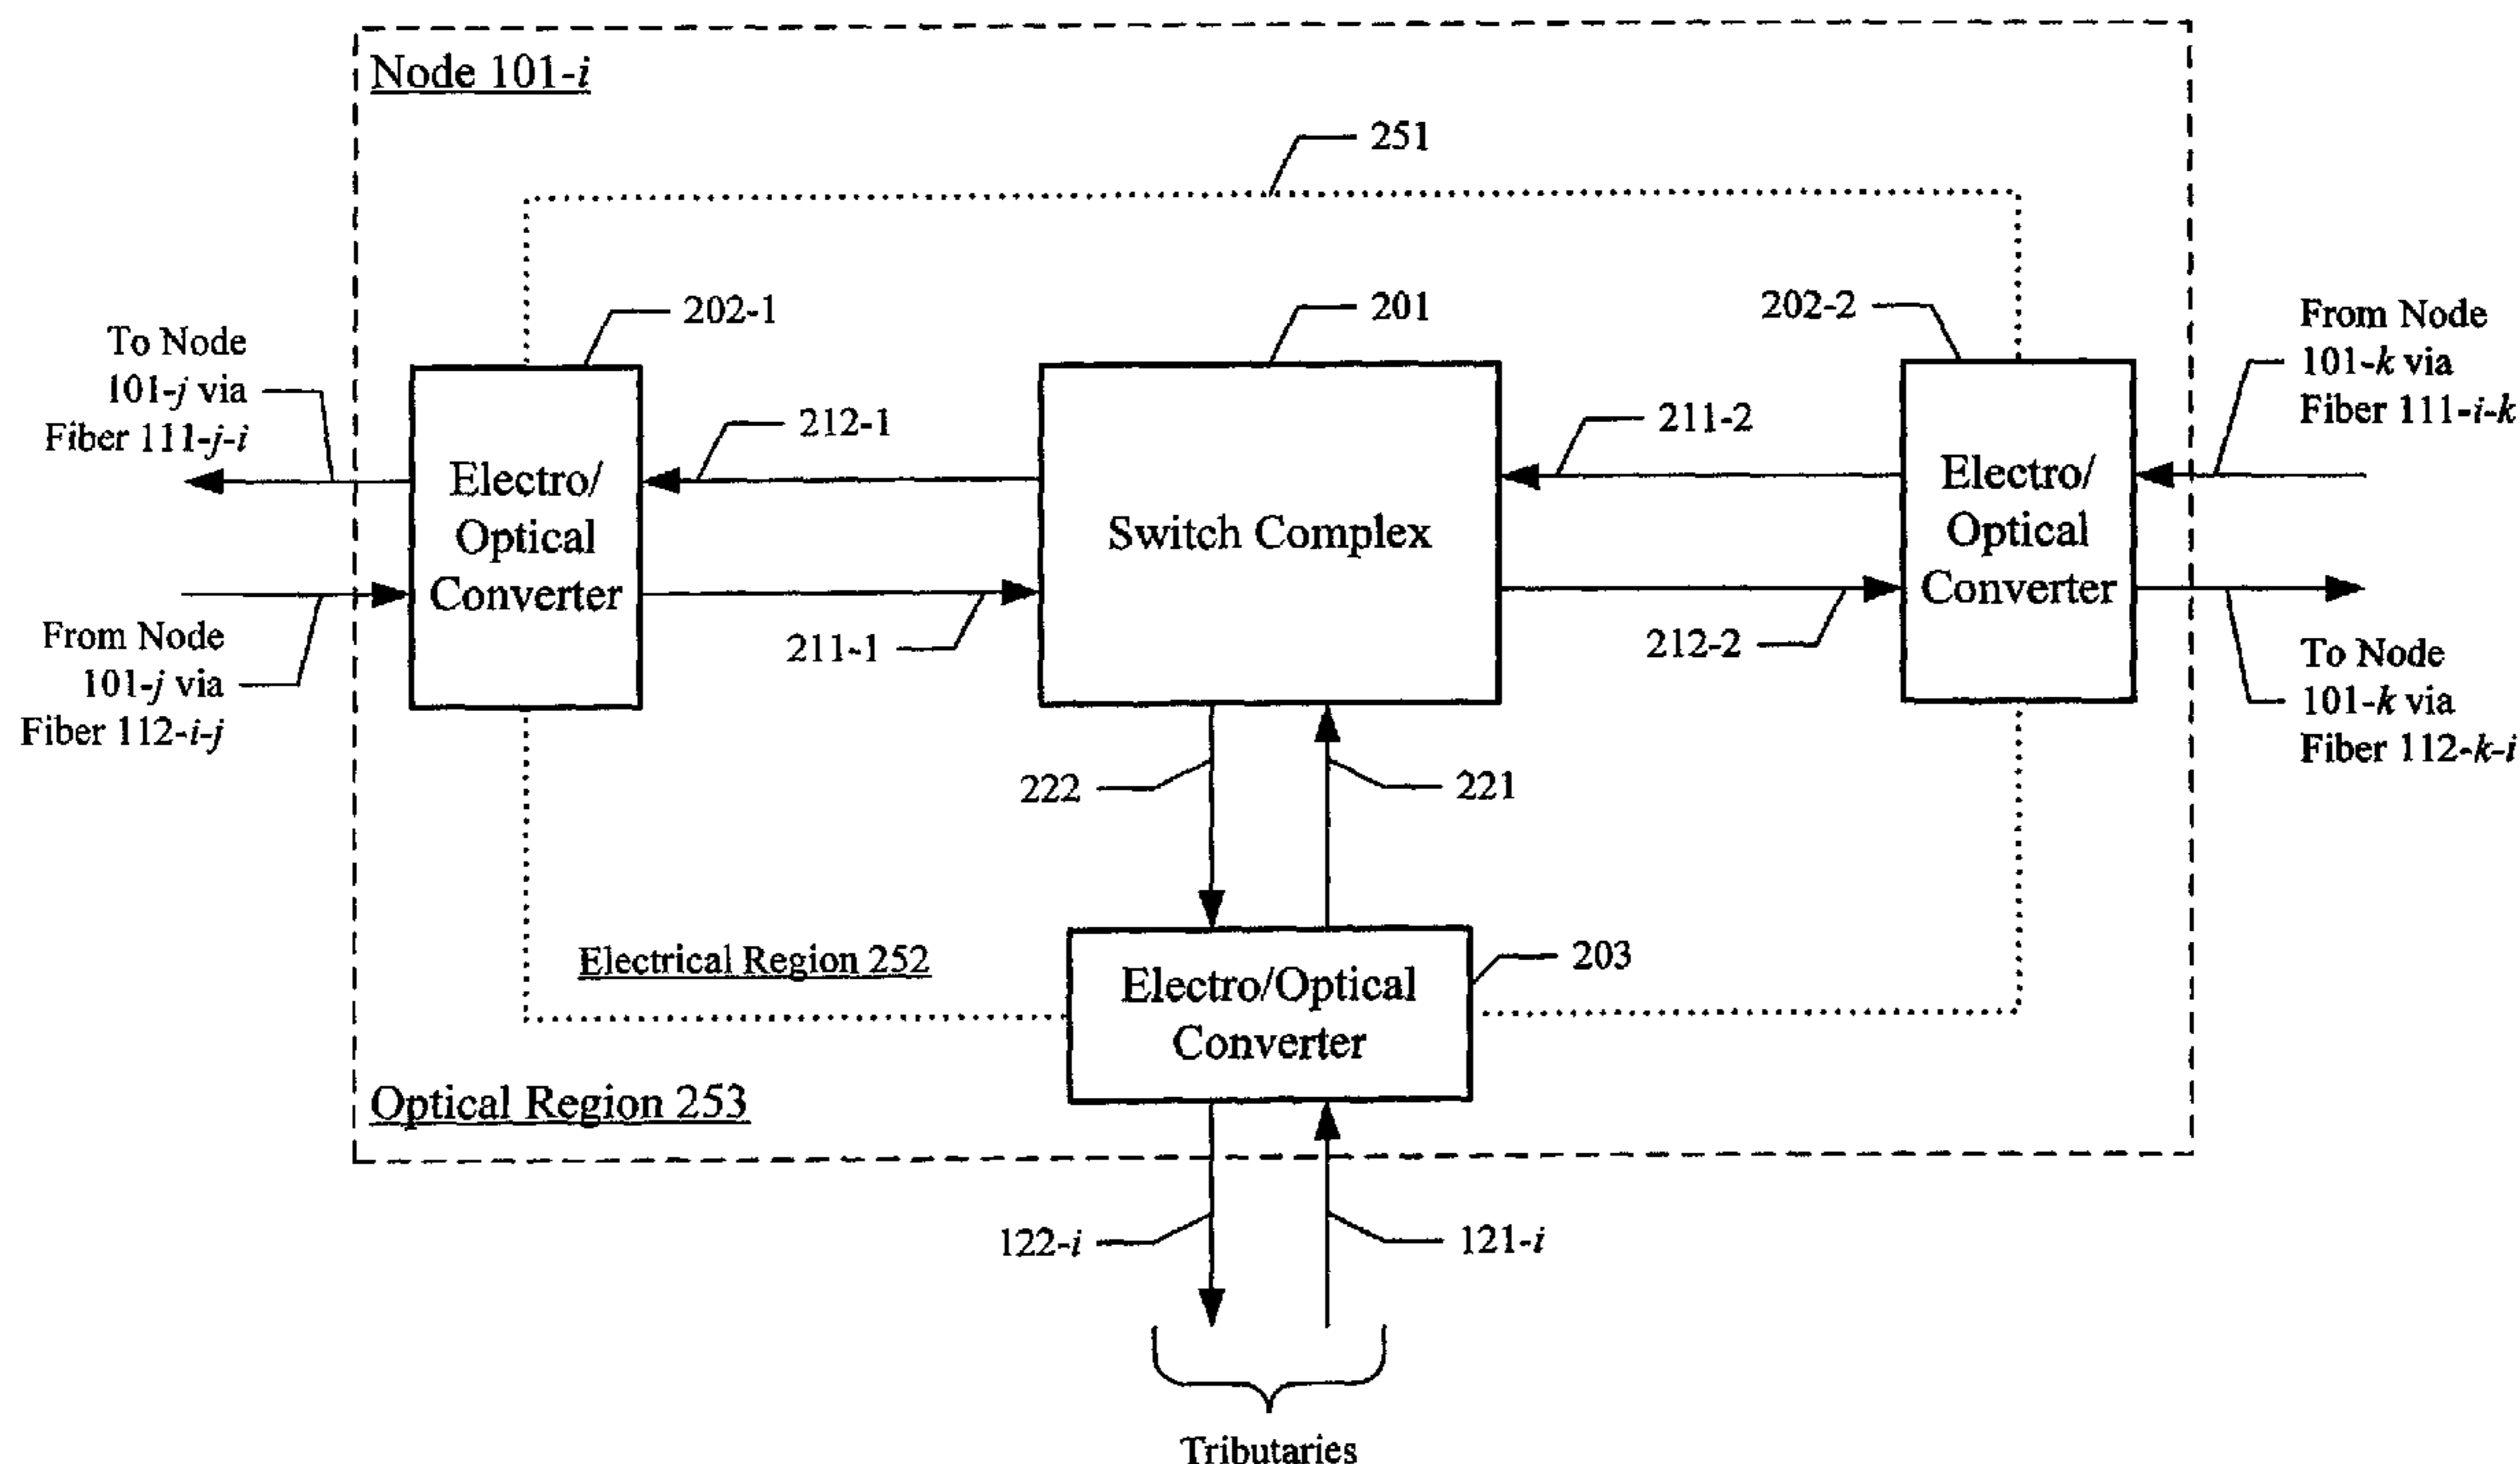 Node 101-i
251
202-1
201
202-2
To Node
101-j via
Fiber 111-j-i
From Node
101-k via
Fiber 111-i-k
212-1
211-2
Electro/
Optical
Converter
Switch Complex
Electro/
Optical
Converter
From Node
101-j via
Fiber 112-i-j
211-1
212-2
To Node
101-k via
Fiber 112-k-i
222
221
Electrical Region 252
203
Electro/Optical
Converter
Optical Region 253
122-i
121-i
Tributaries